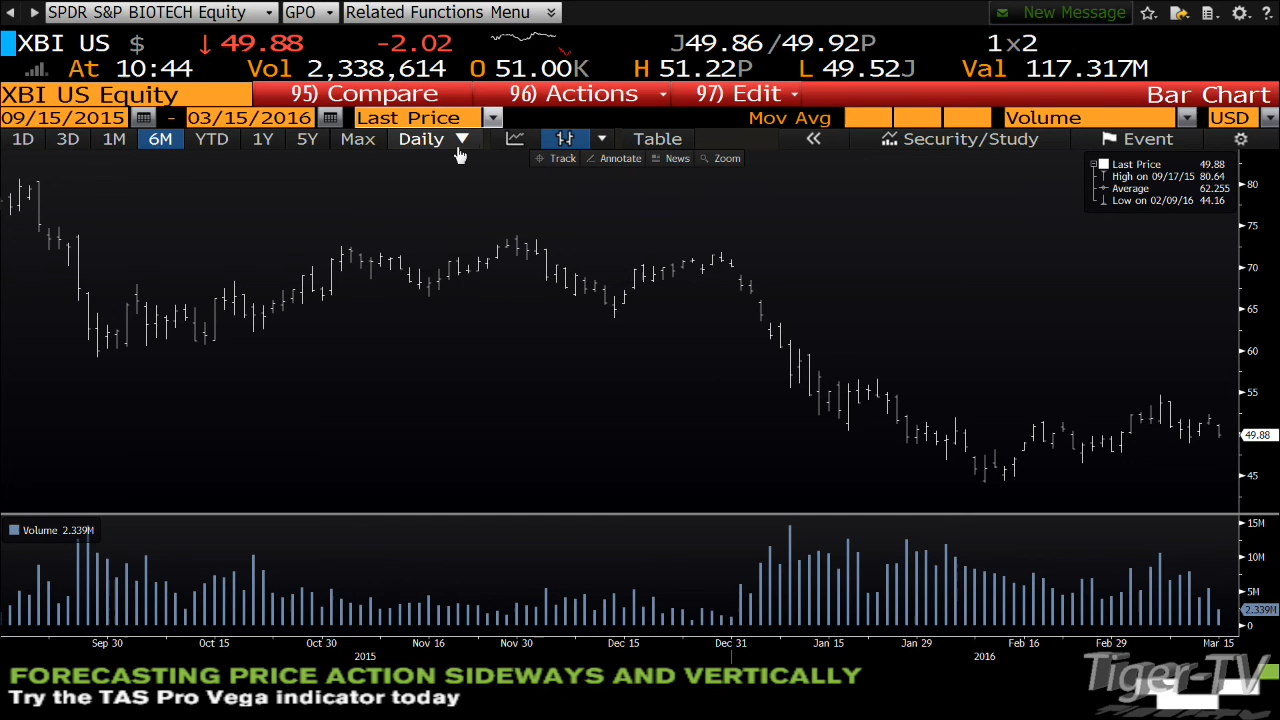 SPDR S&P BIOTECH Equity GPO Related Functions Menu New Message
XBI US $ ↓ 49.88 -2.02 J49.86 /49.92P 1x2
At 10:44 Vol 2,338,614 O 51.00K H 51.22P L 49.52J Val 117.317M
XBI US Equity 95) Compare 96) Actions 97) Edit Bar Chart
09/15/2015 - 03/15/2016 Last Price Mov Avg Volume USD
1D 3D 1M 6M YTD 1Y 5Y Max Daily ▼ Table « Security/Study Event
Track Annotate News Zoom
Last Price 49.88
High on 09/17/15 80.64
Average 62.255
Low on 02/09/16 44.16
80
75
70
65
60
55
49.88
45
Volume 2.339M
15M
10M
5M
2.339M
0
Sep 30 Oct 15 Oct 30 Nov 16 Nov 30 Dec 15 Dec 31 Jan 15 Jan 29 Feb 16 Feb 29 Mar 15
2015 2016
FORECASTING PRICE ACTION SIDEWAYS AND VERTICALLY
Try the TAS Pro Vega indicator today
Tiger-TV